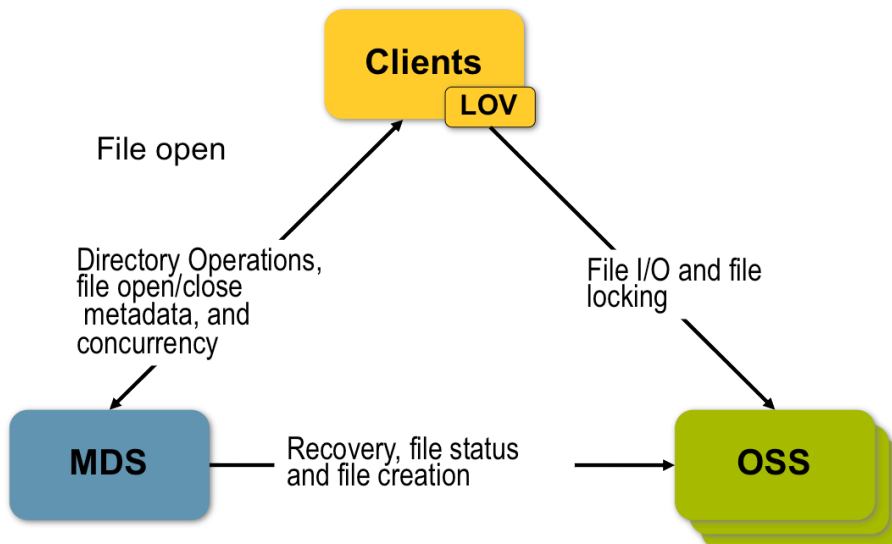 Clients
LOV
File open
Directory Operations,
file open/close
metadata, and
concurrency
File I/O and file
locking
MDS
Recovery, file status
and file creation
OSS